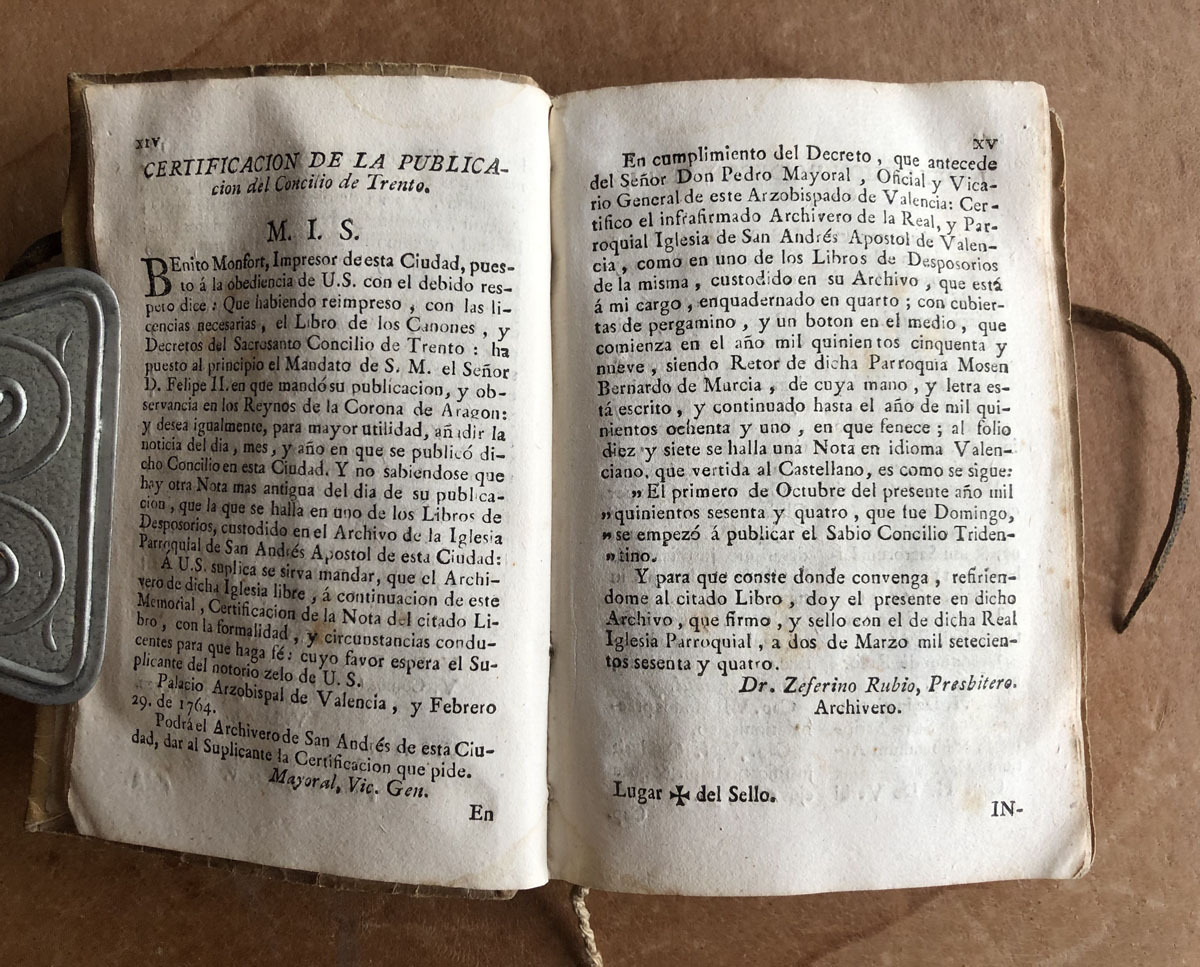 XIV
CERTIFICACION DE LA PUBLICA-
cion del Concilio de Trento.
M. I. S.
BEnito Monfort, Impresor de esta Ciudad, pues-
to á la obediencia de U.S. con el debido res-
peto dice: Que habiendo reimpreso, con las li-
cencias necesarias, el Libro de los Canones, y
Decretos del Sacrosanto Concilio de Trento: ha
puesto al principio el Mandato de S. M. el Señor
D. Felipe II. en que mandó su publicacion, y ob-
servancia en los Reynos de la Corona de Aragon:
y desea igualmente, para mayor utilidad, añadir la
noticia del dia, mes, y año en que se publicó di-
cho Concilio en esta Ciudad. Y no sabiendose que
hay otra Nota mas antigua del dia de su publica-
cion, que la que se halla en uno de los Libros de
Desposorios, custodido en el Archivo de la Iglesia
Parroquial de San Andrés Apostol de esta Ciudad:
A U.S. suplica se sirva mandar, que el Archi-
vero de dicha Iglesia libre, á continuacion de este
Memorial, Certificacion de la Nota del citado Li-
bro, con la formalidad, y circunstancias condu-
centes para que haga fé: cuyo favor espera el Su-
plicante del notorio zelo de U. S.
Palacio Arzobispal de Valencia, y Febrero
29. de 1764.
Podrá el Archivero de San Andrés de esta Ciu-
dad, dar al Suplicante la Certificacion que pide.
Mayoral, Vic. Gen.
En
XV
En cumplimiento del Decreto, que antecede
del Señor Don Pedro Mayoral, Oficial y Vica-
rio General de este Arzobispado de Valencia: Cer-
tifico el infrafirmado Archivero de la Real, y Par-
roquial Iglesia de San Andrés Apostol de Valen-
cia, como en uno de los Libros de Desposorios
de la misma, custodido en su Archivo, que está
á mi cargo, enquadernado en quarto; con cubier-
tas de pergamino, y un boton en el medio, que
comienza en el año mil quinientos cinquenta y
nueve, siendo Retor de dicha Parroquia Mosen
Bernardo de Murcia, de cuya mano, y letra es-
tá escrito, y continuado hasta el año de mil qui-
nientos ochenta y uno, en que fenece; al folio
diez y siete se halla una Nota en idioma Valen-
ciano, que vertida al Castellano, es como se sigue:
„ El primero de Octubre del presente año mil
„ quinientos sesenta y quatro, que fue Domingo,
„ se empezó á publicar el Sabio Concilio Triden-
„ tino.
Y para que conste donde convenga, refirien-
dome al citado Libro, doy el presente en dicho
Archivo, que firmo, y sello con el de dicha Real
Iglesia Parroquial, a dos de Marzo mil setecien-
tos sesenta y quatro.
Dr. Zeferino Rubio, Presbitero.
Archivero.
Lugar ✠ del Sello.
IN-